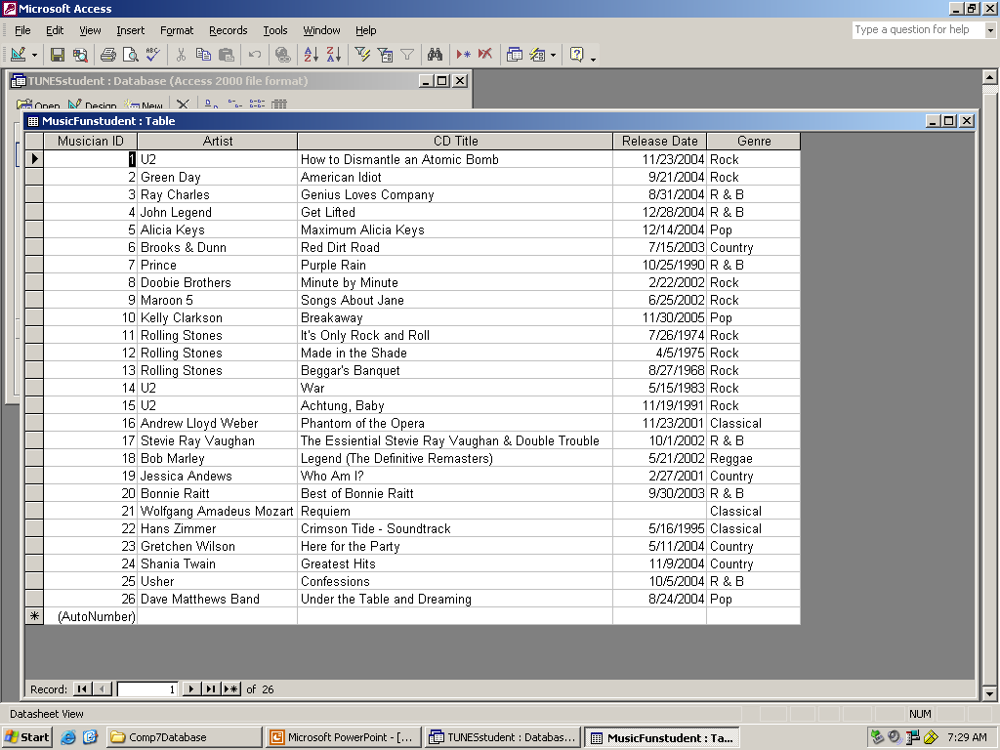 Microsoft Access
File Edit View Insert Format Records Tools Window Help
Type a question for help
TUNESstudent : Database (Access 2000 file format)
Open Design New
MusicFunstudent : Table
Musician ID Artist CD Title Release Date Genre
1 U2 How to Dismantle an Atomic Bomb 11/23/2004 Rock
2 Green Day American Idiot 9/21/2004 Rock
3 Ray Charles Genius Loves Company 8/31/2004 R & B
4 John Legend Get Lifted 12/28/2004 R & B
5 Alicia Keys Maximum Alicia Keys 12/14/2004 Pop
6 Brooks & Dunn Red Dirt Road 7/15/2003 Country
7 Prince Purple Rain 10/25/1990 R & B
8 Doobie Brothers Minute by Minute 2/22/2002 Rock
9 Maroon 5 Songs About Jane 6/25/2002 Rock
10 Kelly Clarkson Breakaway 11/30/2005 Pop
11 Rolling Stones It's Only Rock and Roll 7/26/1974 Rock
12 Rolling Stones Made in the Shade 4/5/1975 Rock
13 Rolling Stones Beggar's Banquet 8/27/1968 Rock
14 U2 War 5/15/1983 Rock
15 U2 Achtung, Baby 11/19/1991 Rock
16 Andrew Lloyd Weber Phantom of the Opera 11/23/2001 Classical
17 Stevie Ray Vaughan The Essiential Stevie Ray Vaughan & Double Trouble 10/1/2002 R & B
18 Bob Marley Legend (The Definitive Remasters) 5/21/2002 Reggae
19 Jessica Andews Who Am I? 2/27/2001 Country
20 Bonnie Raitt Best of Bonnie Raitt 9/30/2003 R & B
21 Wolfgang Amadeus Mozart Requiem Classical
22 Hans Zimmer Crimson Tide - Soundtrack 5/16/1995 Classical
23 Gretchen Wilson Here for the Party 5/11/2004 Country
24 Shania Twain Greatest Hits 11/9/2004 Country
25 Usher Confessions 10/5/2004 R & B
26 Dave Matthews Band Under the Table and Dreaming 8/24/2004 Pop
(AutoNumber)
Record: 1 of 26
Datasheet View NUM
Start Comp7Database Microsoft PowerPoint - [... TUNESstudent : Databas... MusicFunstudent : Ta... 7:29 AM